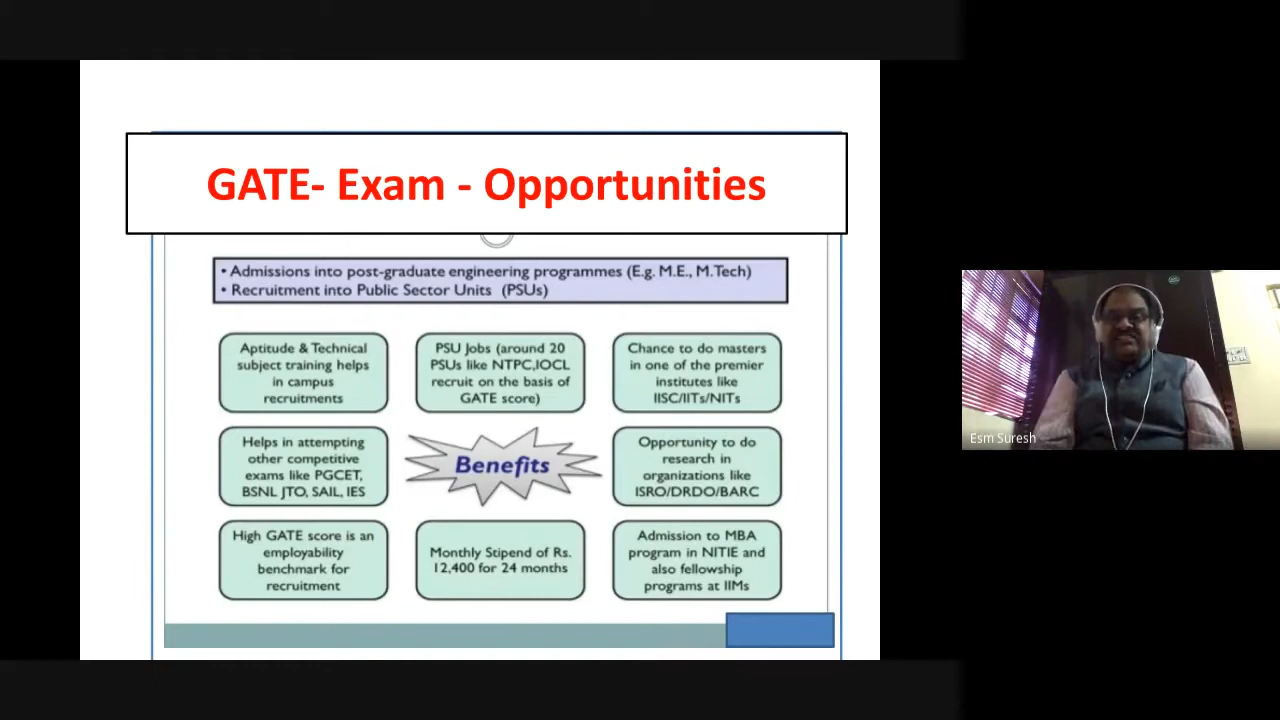 GATE- Exam - Opportunities
• Admissions into post-graduate engineering programmes (E.g. M.E., M.Tech)
• Recruitment into Public Sector Units (PSUs)
Aptitude & Technical
subject training helps
in campus
recruitments
PSU Jobs (around 20
PSUs like NTPC,IOCL
recruit on the basis of
GATE score)
Chance to do masters
in one of the premier
institutes like
IISC/IITs/NITs
Helps in attempting
other competitive
exams like PGCET,
BSNL JTO, SAIL, IES
Benefits
Opportunity to do
research in
organizations like
ISRO/DRDO/BARC
High GATE score is an
employability
benchmark for
recruitment
Monthly Stipend of Rs.
12,400 for 24 months
Admission to MBA
program in NITIE and
also fellowship
programs at IIMs
Esm Suresh